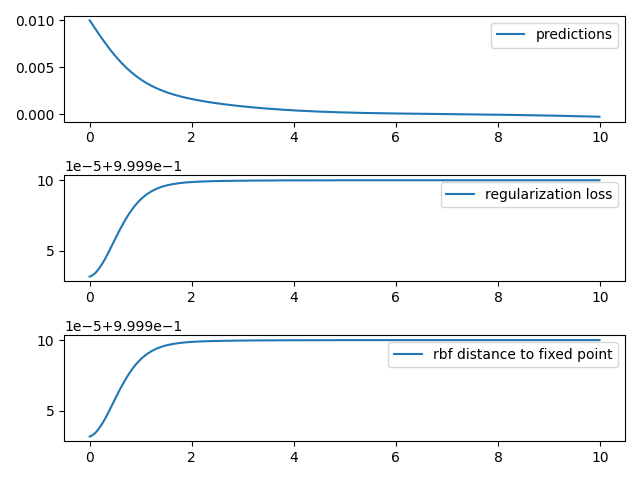 0.010
predictions
0.005
0.000
0 2 4 6 8 10
1e−5+9.999e−1
10
regularization loss
5
0 2 4 6 8 10
1e−5+9.999e−1
10
rbf distance to fixed point
5
0 2 4 6 8 10